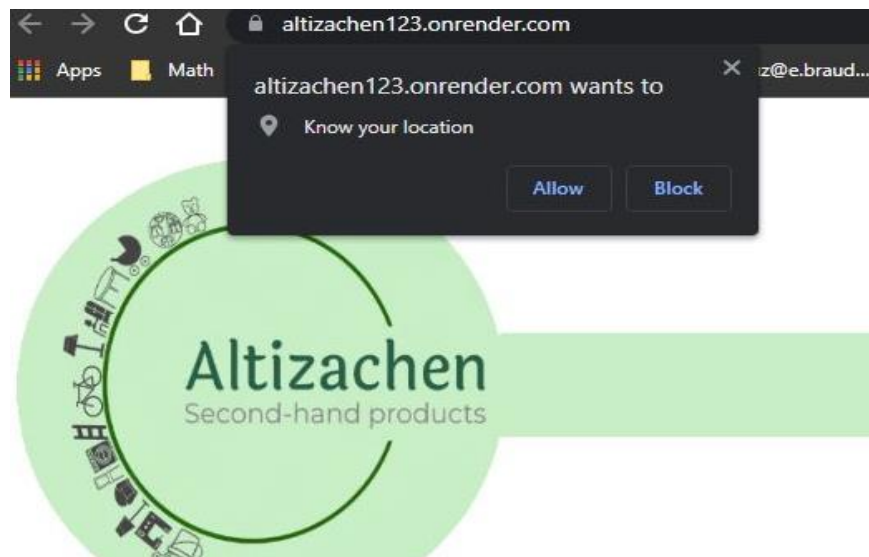 altizachen123.onrender.com
Apps Math
altizachen123.onrender.com wants to
Know your location
Allow Block
z@e.braud...
Altizachen
Second-hand products